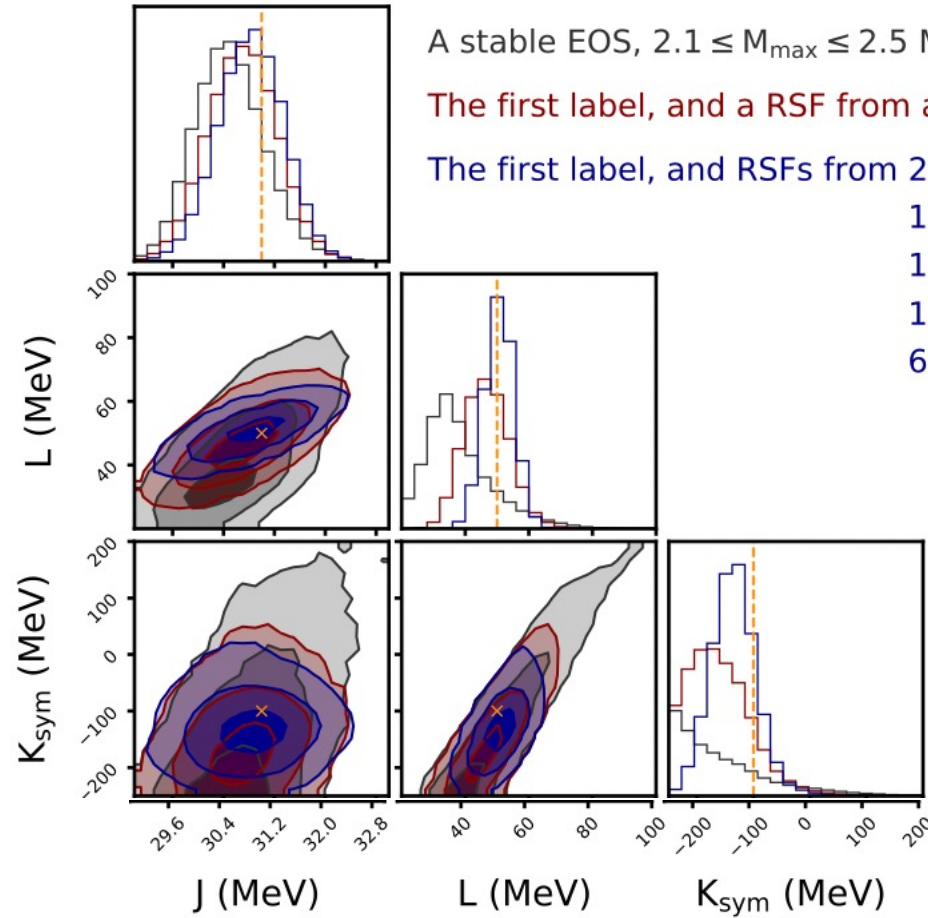 A stable EOS, 2.1 ≤ M_max ≤ 2.5 M
The first label, and a RSF from a
The first label, and RSFs from 2
1
1
1
6
100
80
60
40
L (MeV)
200
100
0
−100
−200
K_sym (MeV)
29.6 30.4 31.2 32.0 32.8
40 60 80 100
−200 −100 0 100 200
J (MeV) L (MeV) K_sym (MeV)